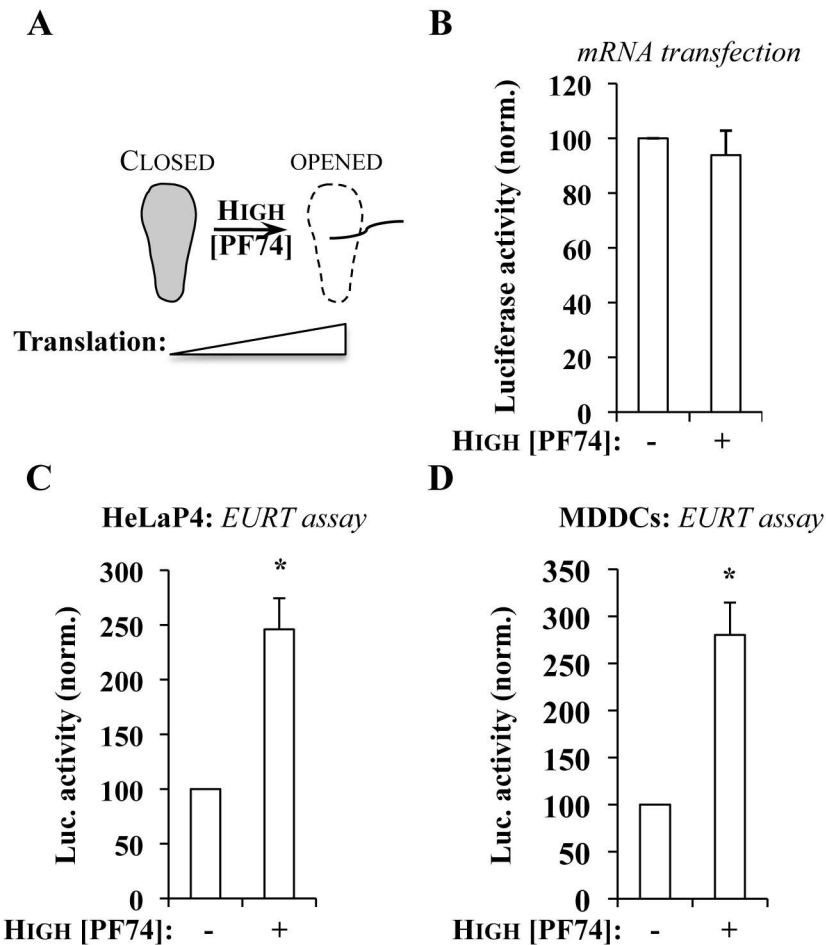 A
CLOSED
OPENED
HIGH
[PF74]
Translation:
B
mRNA transfection
Luciferase activity (norm.)
120
100
80
60
40
20
0
HIGH [PF74]: - +
C
HeLaP4: EURT assay
Luc. activity (norm.)
300
250
200
150
100
50
0
*
HIGH [PF74]: - +
D
MDDCs: EURT assay
Luc. activity (norm.)
350
300
250
200
150
100
50
0
*
HIGH [PF74]: - +